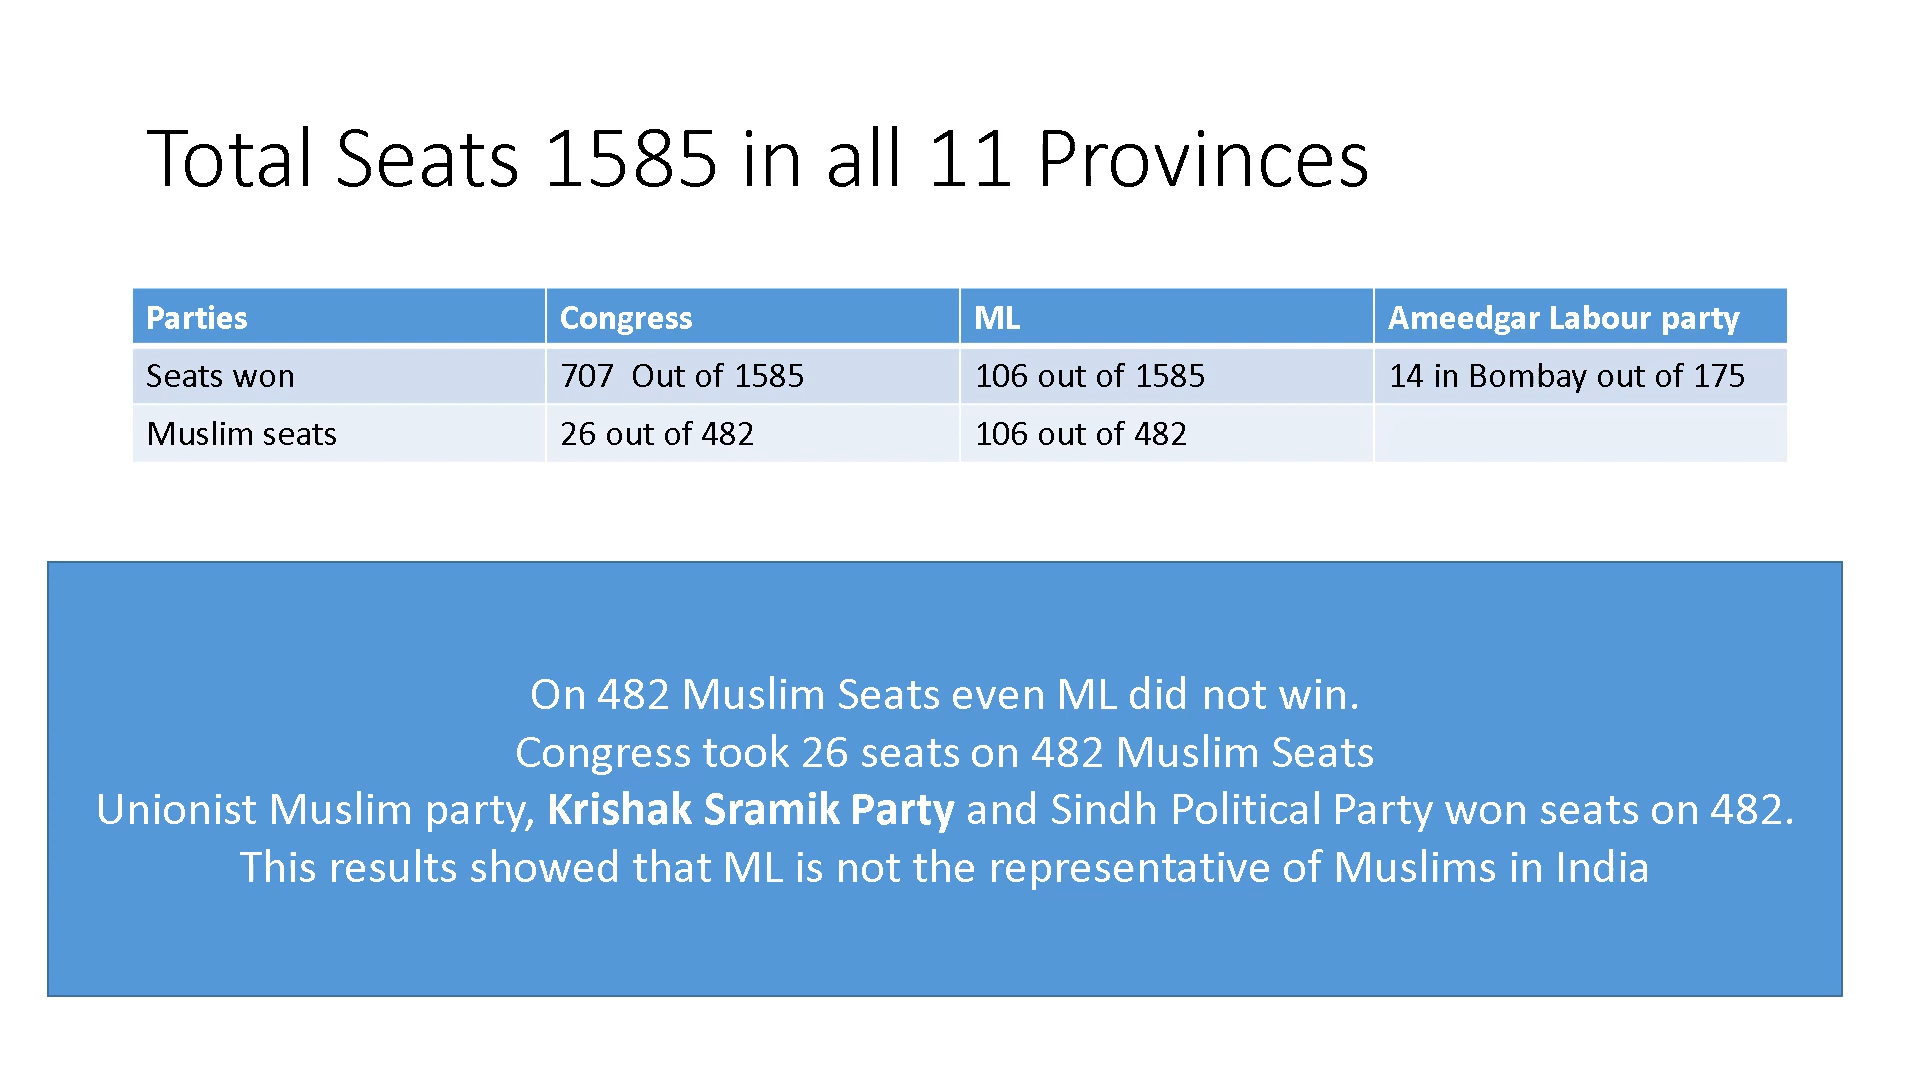 Total Seats 1585 in all 11 Provinces
Parties Congress ML Ameedgar Labour party
Seats won 707 Out of 1585 106 out of 1585 14 in Bombay out of 175
Muslim seats 26 out of 482 106 out of 482
On 482 Muslim Seats even ML did not win.
Congress took 26 seats on 482 Muslim Seats
Unionist Muslim party, Krishak Sramik Party and Sindh Political Party won seats on 482.
This results showed that ML is not the representative of Muslims in India